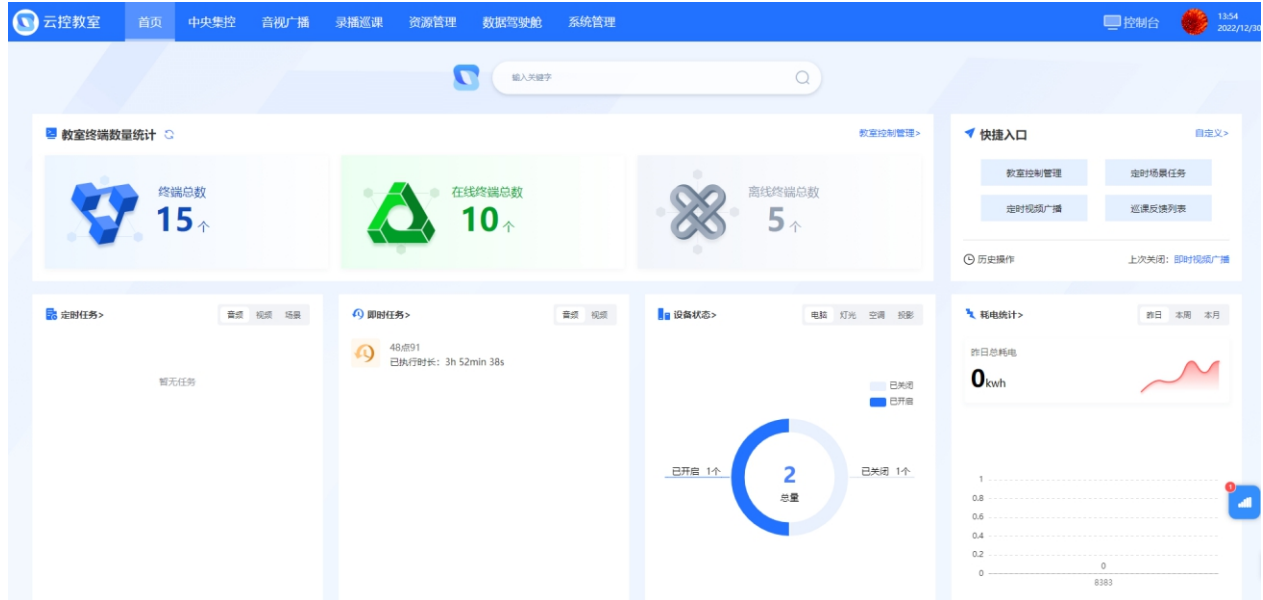 云控教室 首页 中央集控 音视广播 录播巡课 资源管理 数据驾驶舱 系统管理 控制台 13:54
2022/12/30
输入关键字
教室终端数量统计 教室控制管理>
终端总数
15个
在线终端总数
10个
离线终端总数
5个
快捷入口 自定义>
教室控制管理 定时场景任务
定时视频广播 巡课反馈列表
历史操作 上次关闭: 即时视频广播
定时任务> 音频 视频 场景
暂无任务
即时任务> 音频 视频
48点91
已执行时长: 3h 52min 38s
设备状态> 电脑 灯光 空调 投影
已关闭
已开启
已开启 1个
2
总量
已关闭 1个
耗电统计> 昨日 本周 本月
昨日总耗电
0kwh
1
0.8
0.6
0.4
0.2
0
0
8383
1